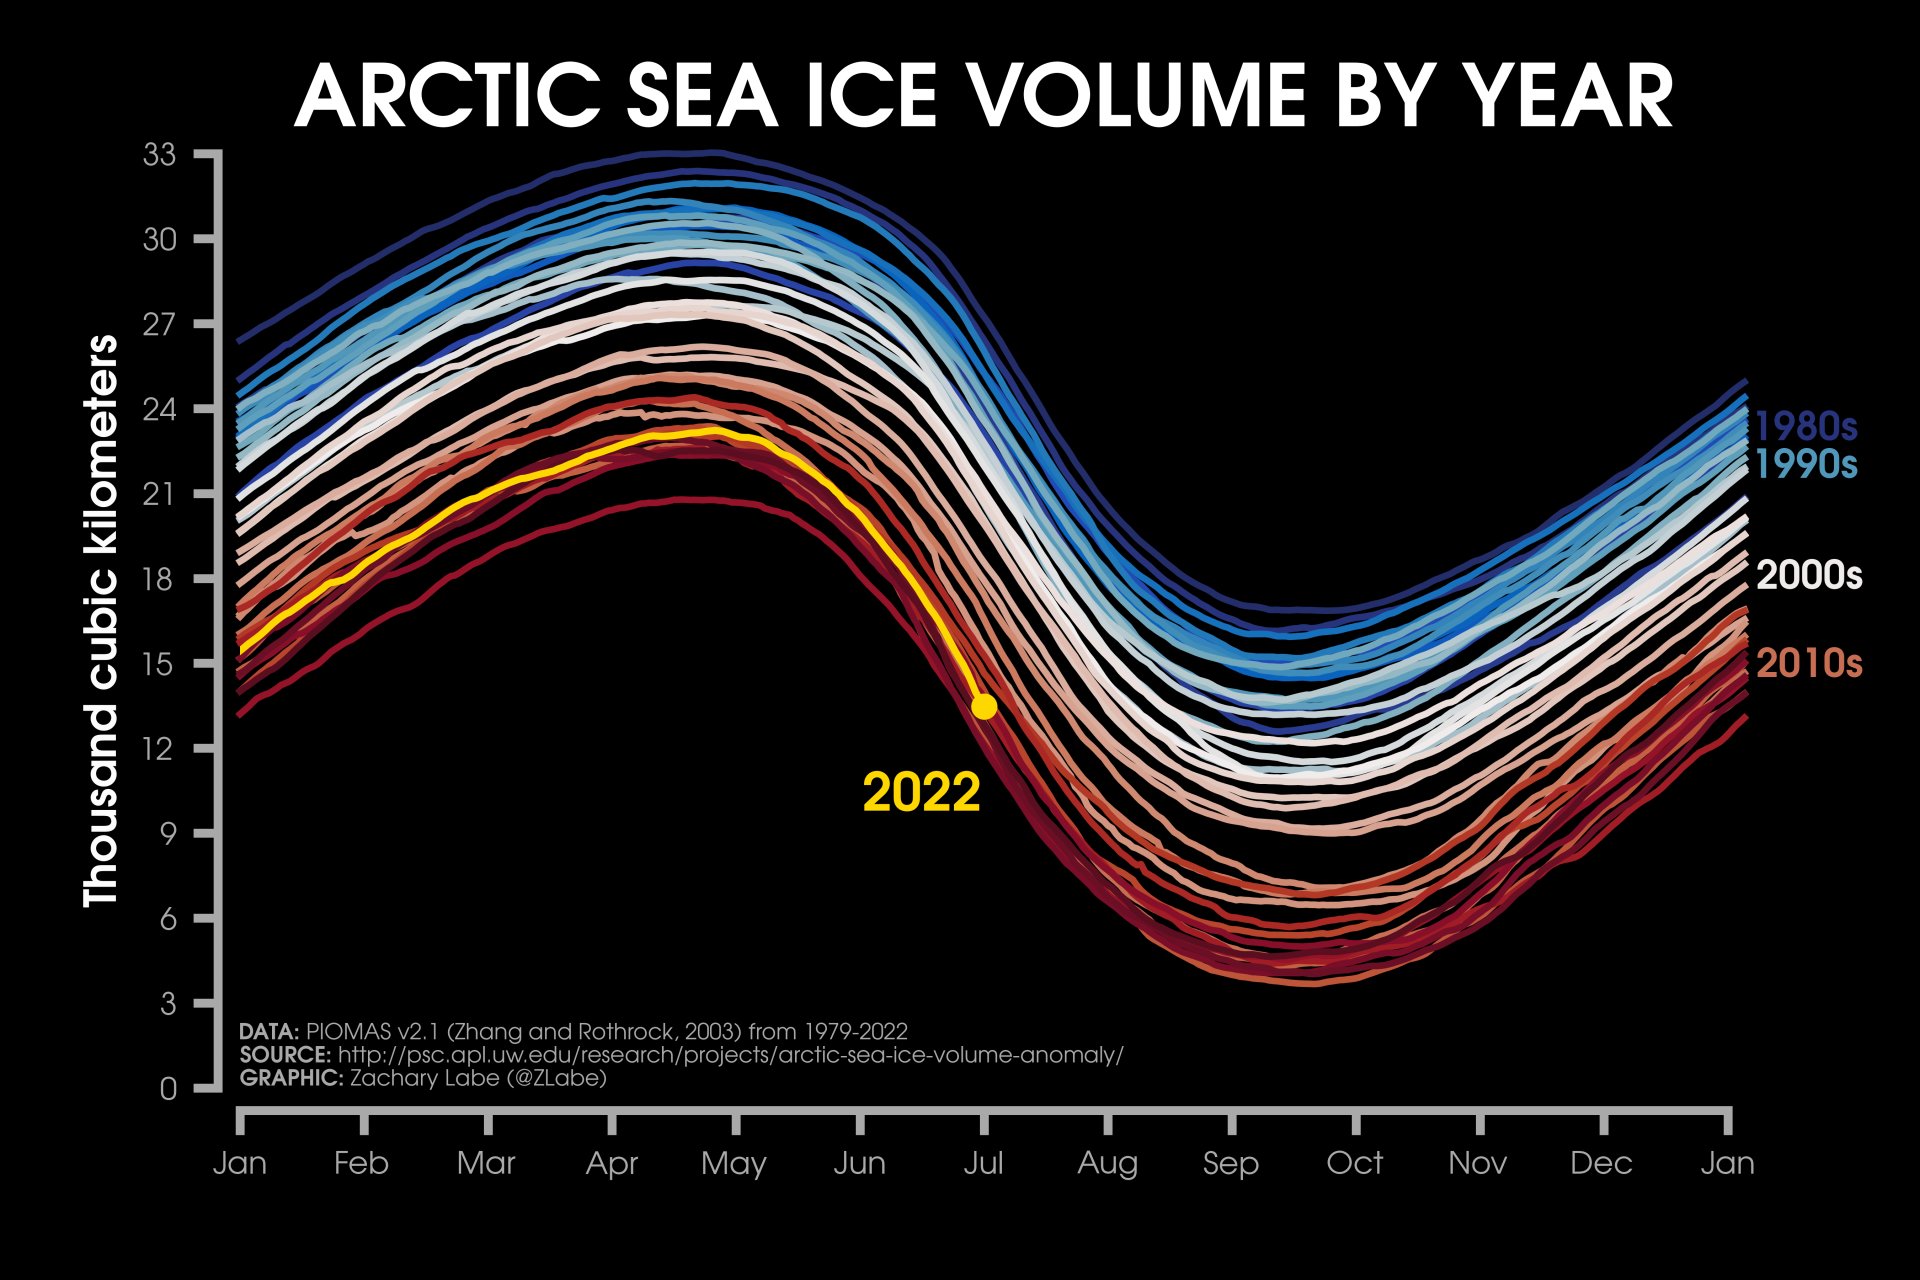 ARCTIC SEA ICE VOLUME BY YEAR
Thousand cubic kilometers
33
30
27
24
21
18
15
12
9
6
3
0
1980s
1990s
2000s
2010s
2022
DATA: PIOMAS v2.1 (Zhang and Rothrock, 2003) from 1979-2022
SOURCE: http://psc.apl.uw.edu/research/projects/arctic-sea-ice-volume-anomaly/
GRAPHIC: Zachary Labe (@ZLabe)
Jan Feb Mar Apr May Jun Jul Aug Sep Oct Nov Dec Jan